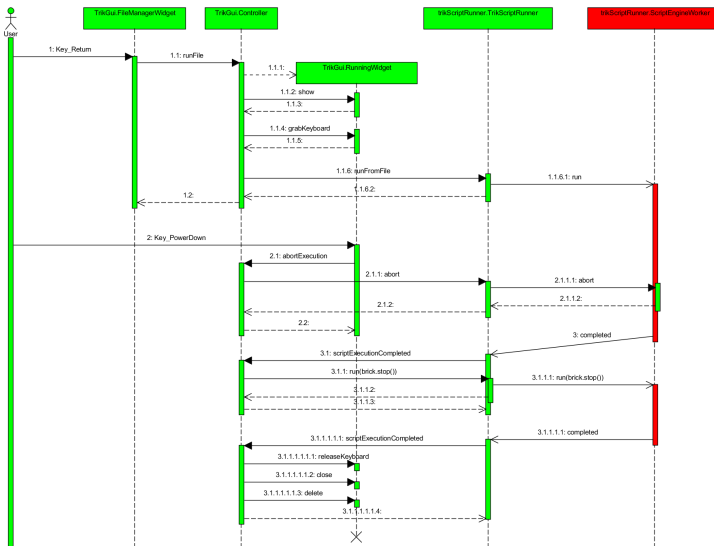 TrikGui.FileManagerWidget
TrikGui.Controller
trikScriptRunner.TrikScriptRunner
trikScriptRunner.ScriptEngineWorker
User
1: Key_Return
1.1: runFile
1.1.1:
TrikGui.RunningWidget
1.1.2: show
1.1.3:
1.1.4: grabKeyboard
1.1.5:
1.1.6: runFromFile
1.1.6.1: run
1.1.6.2:
1.2:
2: Key_PowerDown
2.1: abortExecution
2.1.1: abort
2.1.1.1: abort
2.1.1.2:
2.1.2:
2.2:
3: completed
3.1: scriptExecutionCompleted
3.1.1: run(brick.stop())
3.1.1.1: run(brick.stop())
3.1.1.2:
3.1.1.3:
3.1.1.1.1: completed
3.1.1.1.1.1: scriptExecutionCompleted
3.1.1.1.1.1.1: releaseKeyboard
3.1.1.1.1.1.2: close
3.1.1.1.1.1.3: delete
3.1.1.1.1.1.4: